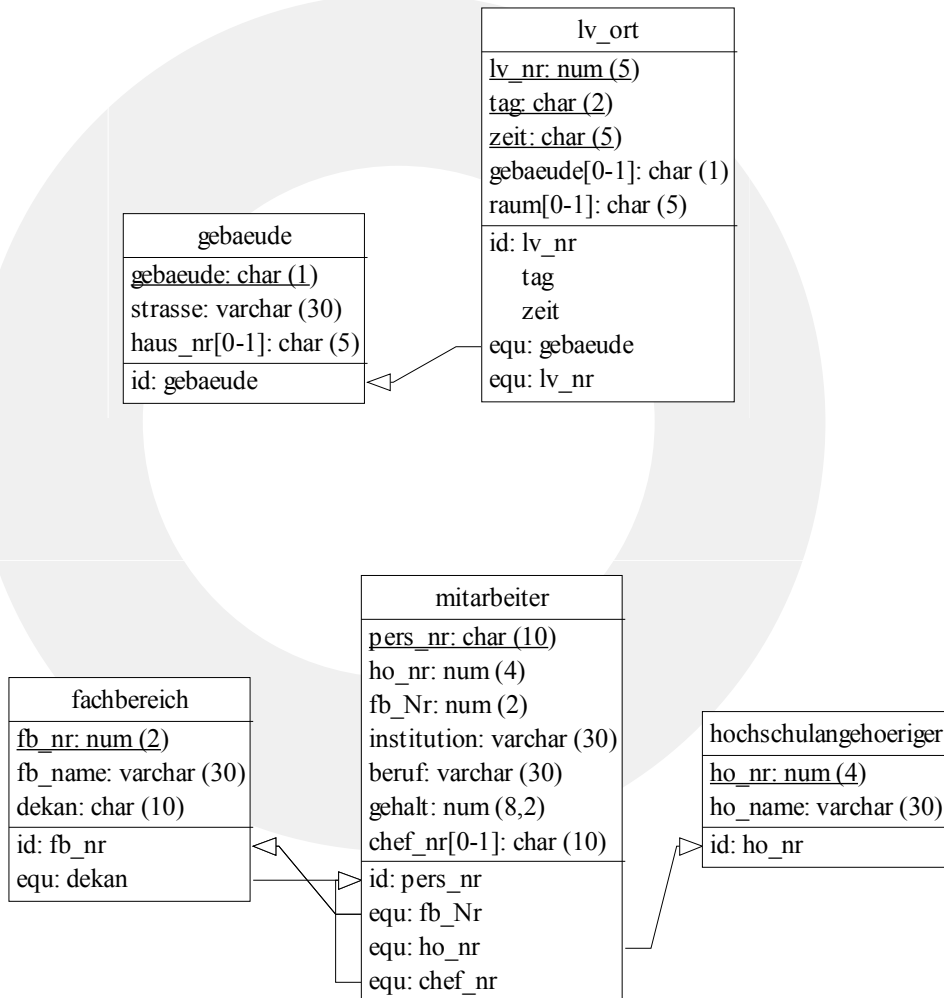 lv_ort
lv_nr: num (5)
tag: char (2)
zeit: char (5)
gebaeude[0-1]: char (1)
raum[0-1]: char (5)
id: lv_nr
tag
zeit
equ: gebaeude
equ: lv_nr
gebaeude
gebaeude: char (1)
strasse: varchar (30)
haus_nr[0-1]: char (5)
id: gebaeude
mitarbeiter
pers_nr: char (10)
ho_nr: num (4)
fb_Nr: num (2)
institution: varchar (30)
beruf: varchar (30)
gehalt: num (8,2)
chef_nr[0-1]: char (10)
id: pers_nr
equ: fb_Nr
equ: ho_nr
equ: chef_nr
fachbereich
fb_nr: num (2)
fb_name: varchar (30)
dekan: char (10)
id: fb_nr
equ: dekan
hochschulangehoeriger
ho_nr: num (4)
ho_name: varchar (30)
id: ho_nr